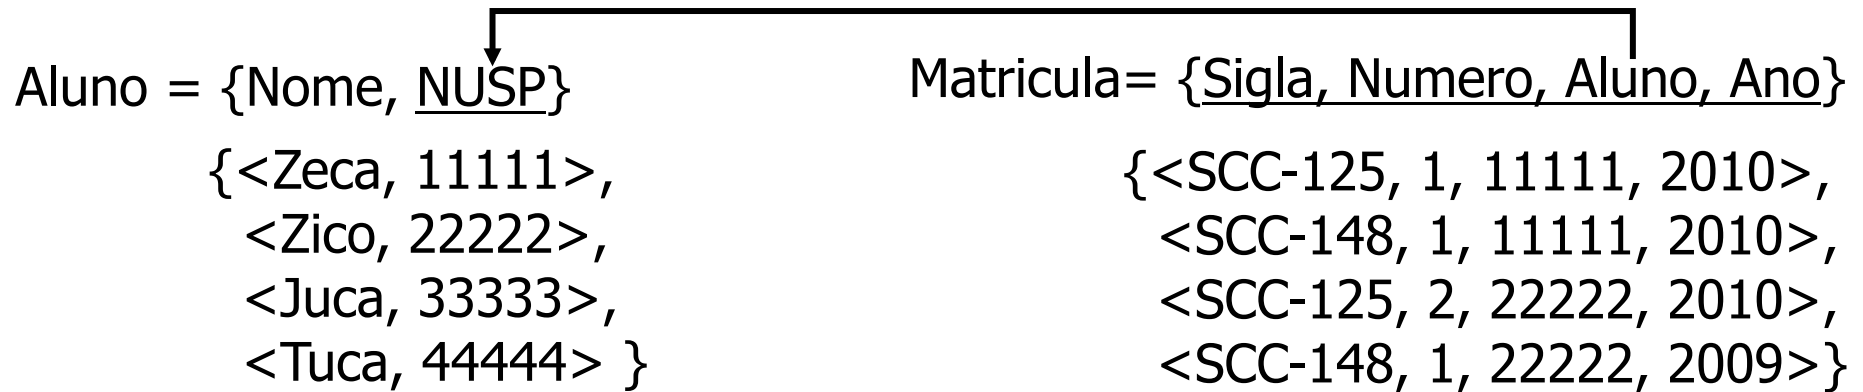 Aluno = {Nome, NUSP}
{<Zeca, 11111>,
<Zico, 22222>,
<Juca, 33333>,
<Tuca, 44444> }
Matricula= {Sigla, Numero, Aluno, Ano}
{<SCC-125, 1, 11111, 2010>,
<SCC-148, 1, 11111, 2010>,
<SCC-125, 2, 22222, 2010>,
<SCC-148, 1, 22222, 2009>}